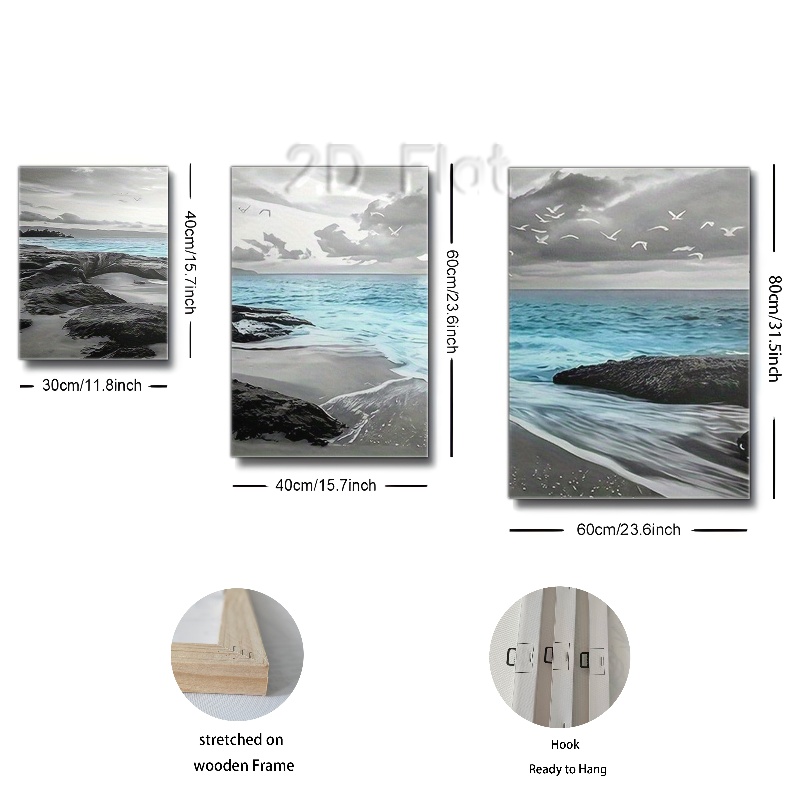 2D Flat
40cm/15.7inch
30cm/11.8inch
60cm/23.6inch
40cm/15.7inch
80cm/31.5inch
60cm/23.6inch
stretched on
wooden Frame
Hook
Ready to Hang